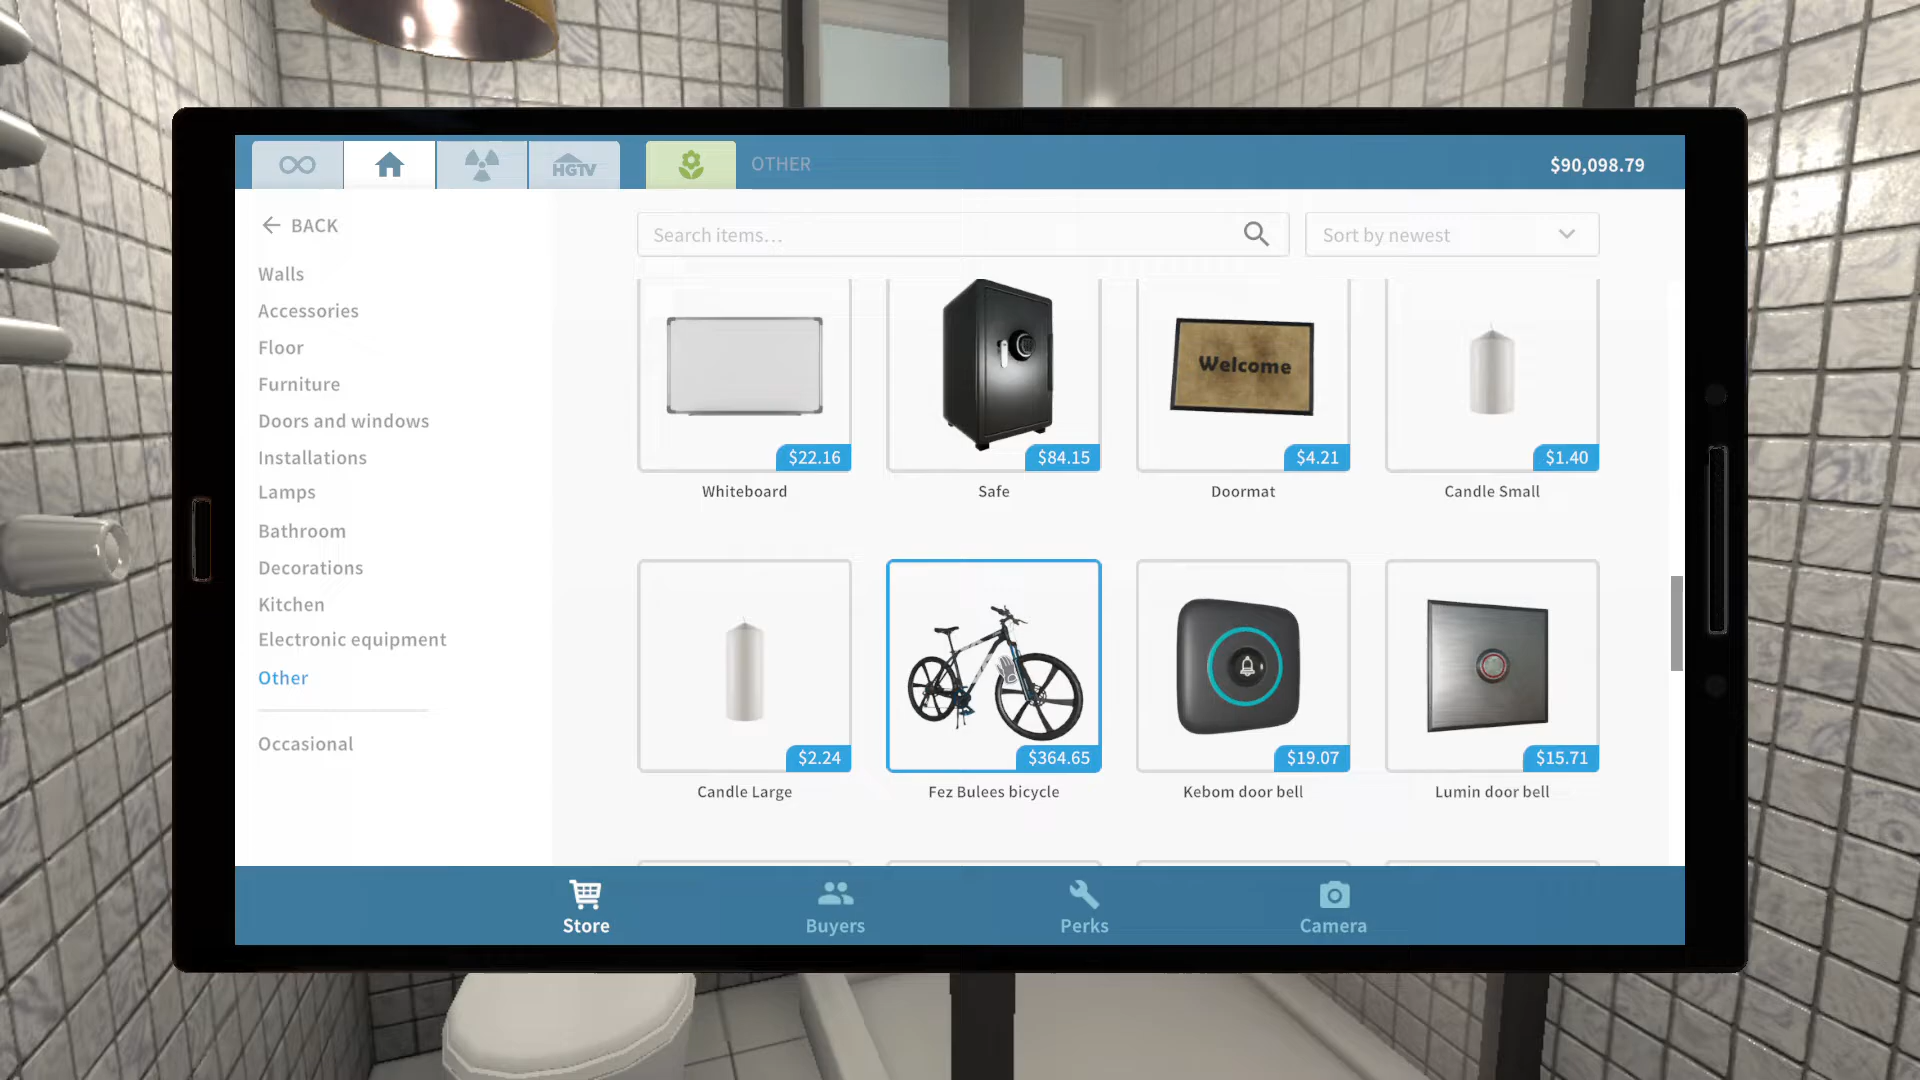 HGTV
OTHER
$90,098.79
BACK
Search items...
Sort by newest
Walls
Accessories
Floor
Furniture
Doors and windows
Installations
Lamps
Bathroom
Decorations
Kitchen
Electronic equipment
Other
Occasional
Welcome
$22.16
$84.15
$4.21
$1.40
Whiteboard
Safe
Doormat
Candle Small
$2.24
$364.65
$19.07
$15.71
Candle Large
Fez Bulees bicycle
Kebom door bell
Lumin door bell
Store
Buyers
Perks
Camera